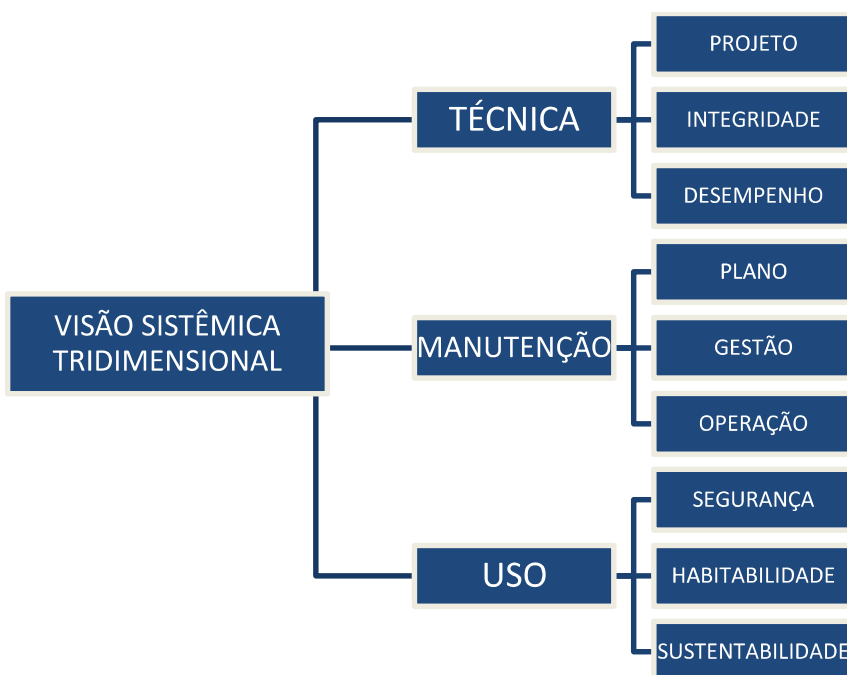 VISÃO SISTÊMICA
TRIDIMENSIONAL
TÉCNICA
PROJETO
INTEGRIDADE
DESEMPENHO
MANUTENÇÃO
PLANO
GESTÃO
OPERAÇÃO
USO
SEGURANÇA
HABITABILIDADE
SUSTENTABILIDADE